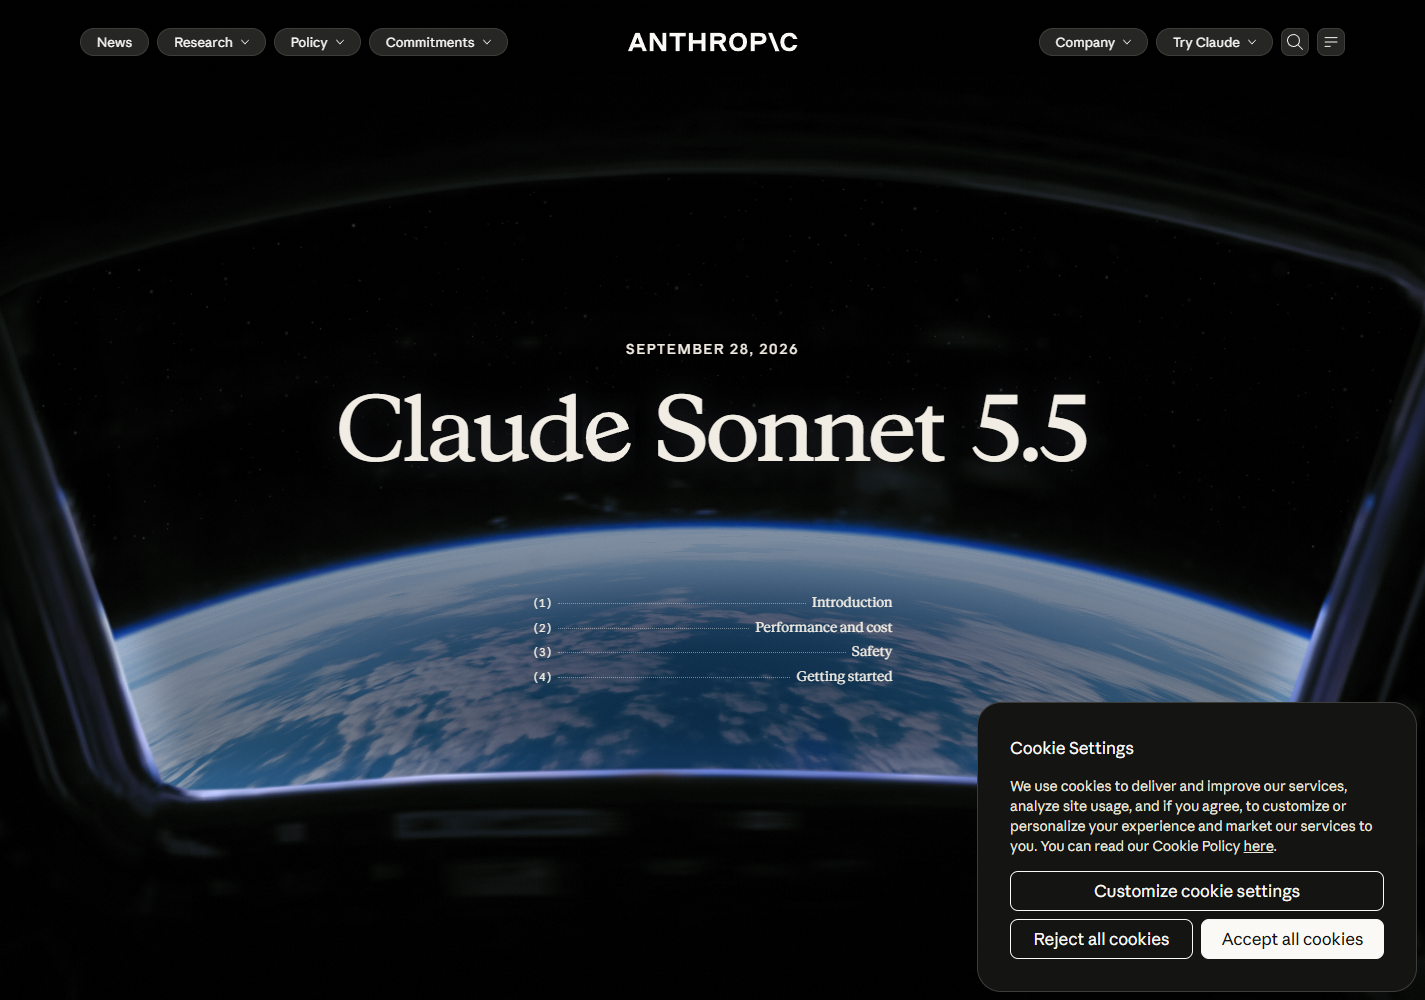 News
Research
Policy
Commitments
ANTHROP\C
Company
Try Claude
SEPTEMBER 28, 2026
Claude Sonnet 5.5
(1) Introduction
(2) Performance and cost
(3) Safety
(4) Getting started
Cookie Settings
We use cookies to deliver and improve our services,
analyze site usage, and if you agree, to customize or
personalize your experience and market our services to
you. You can read our Cookie Policy here.
Customize cookie settings
Reject all cookies
Accept all cookies